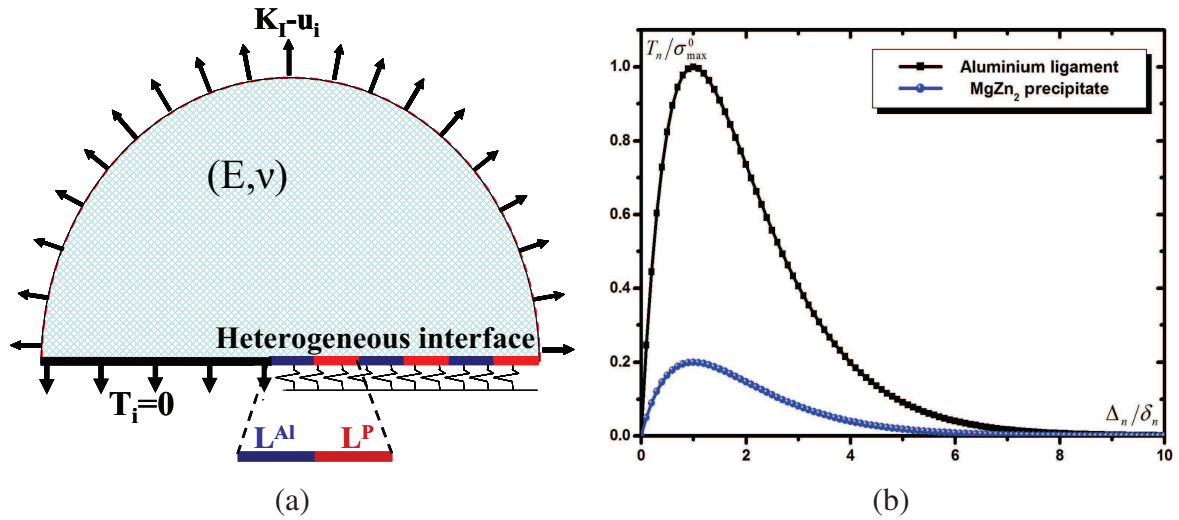 K_I-u_i
(E,ν)
Heterogeneous interface
T_i=0
L^Al L^P
(a)
T_n/σ^0_max
Aluminium ligament
MgZn_2 precipitate
1.0
0.8
0.6
0.4
0.2
0.0
Δ_n/δ_n
0 2 4 6 8 10
(b)